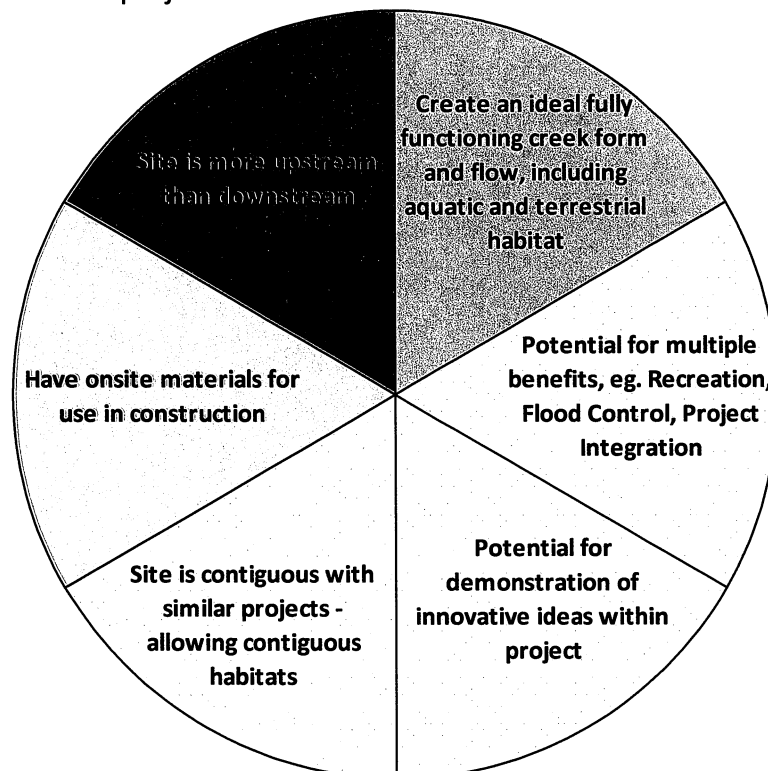 Create an ideal fully
functioning creek form
and flow, including
aquatic and terrestrial
habitat
Potential for multiple
benefits, eg. Recreation,
Flood Control, Project
Integration
Potential for
demonstration of
innovative ideas within
project
Site is contiguous with
similar projects -
allowing contiguous
habitats
Have onsite materials for
use in construction
Site is more upstream
than downstream